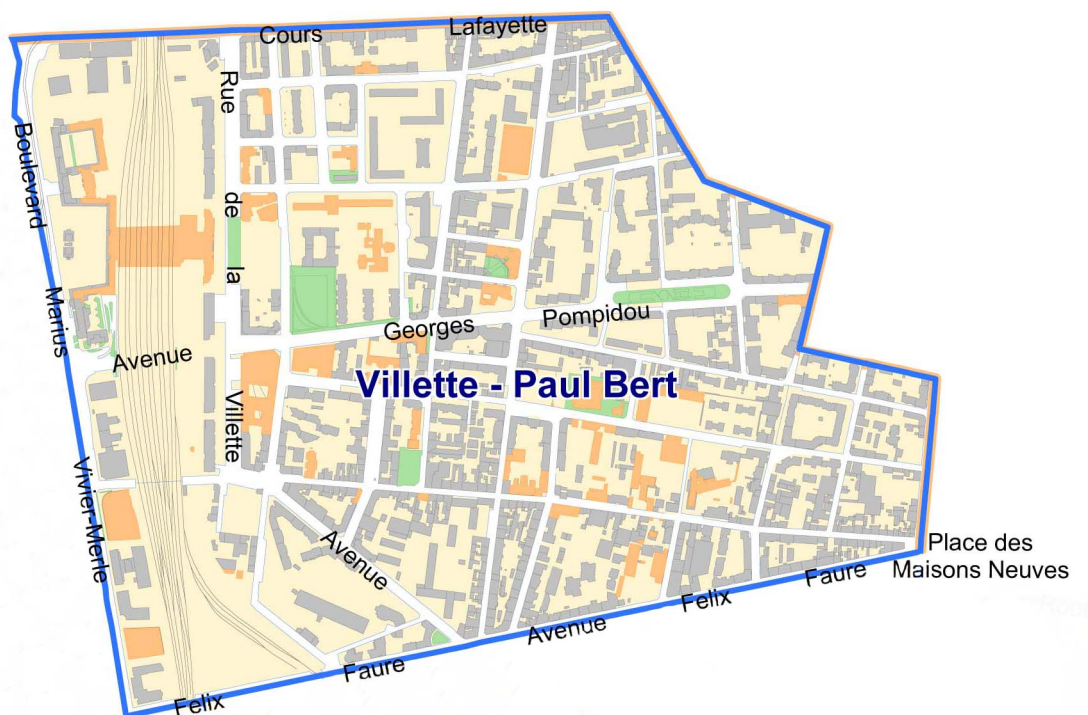 Cours Lafayette
Rue de la Villette
Boulevard Marius Vivier-Merle
Avenue Georges Pompidou
Villette - Paul Bert
Avenue
Place des
Maisons Neuves
Felix Faure Avenue Felix Faure